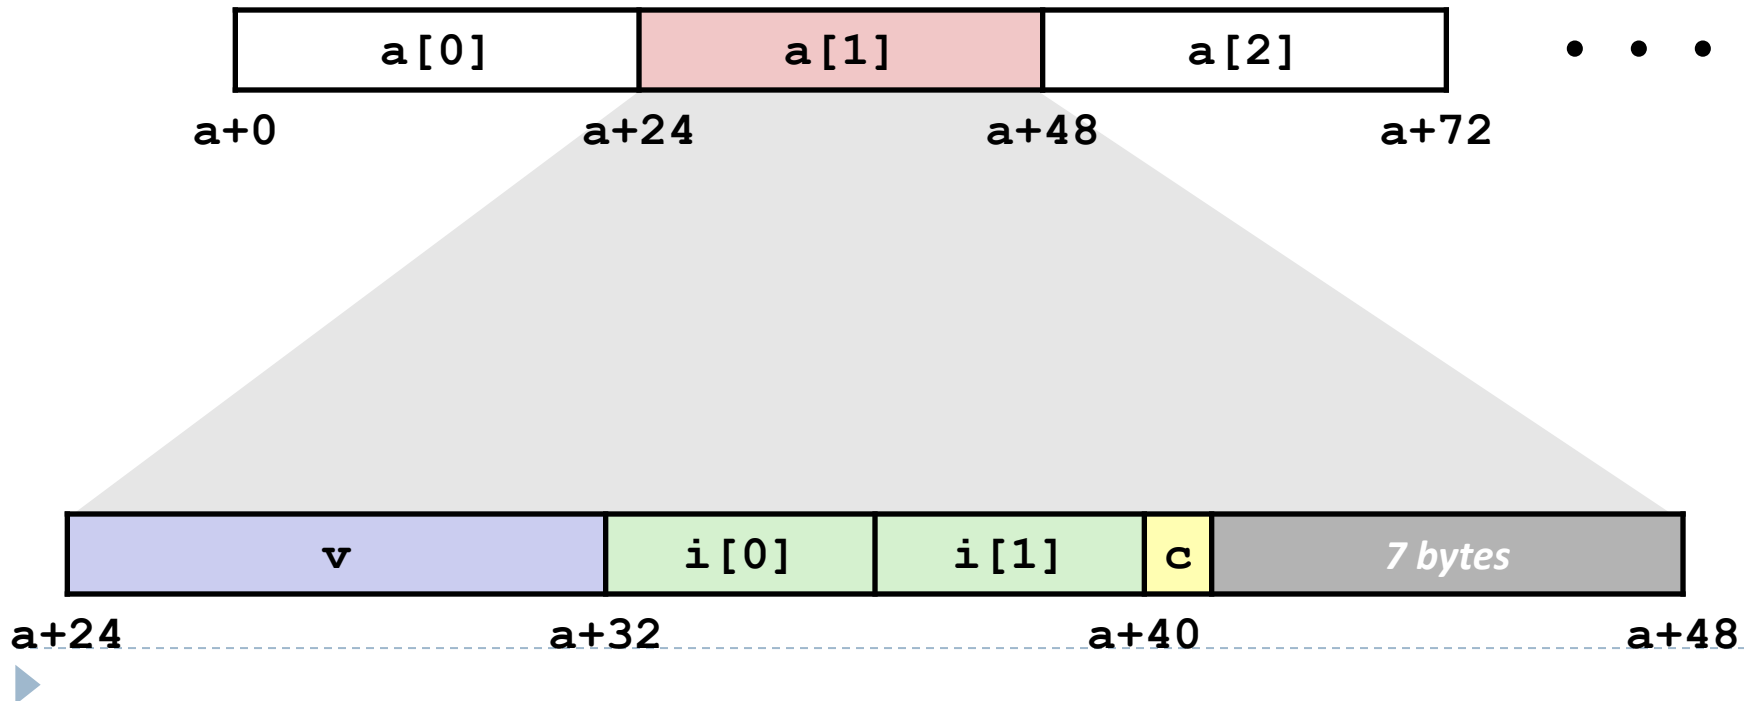 a[0] a[1] a[2] • • •
a+0 a+24 a+48 a+72
v i[0] i[1] c 7 bytes
a+24 a+32 a+40 a+48